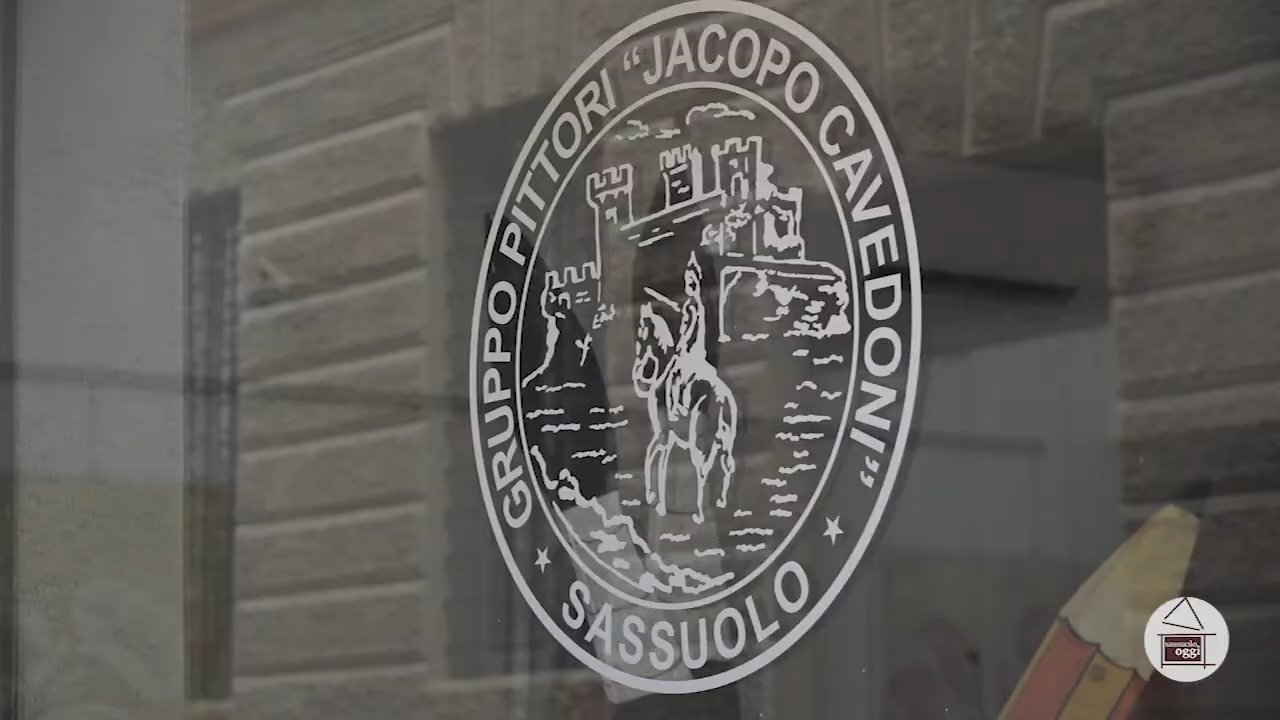 GRUPPO PITTORI “JACOPO CAVEDONI”
★ SASSUOLO ★
sassuolo
oggi